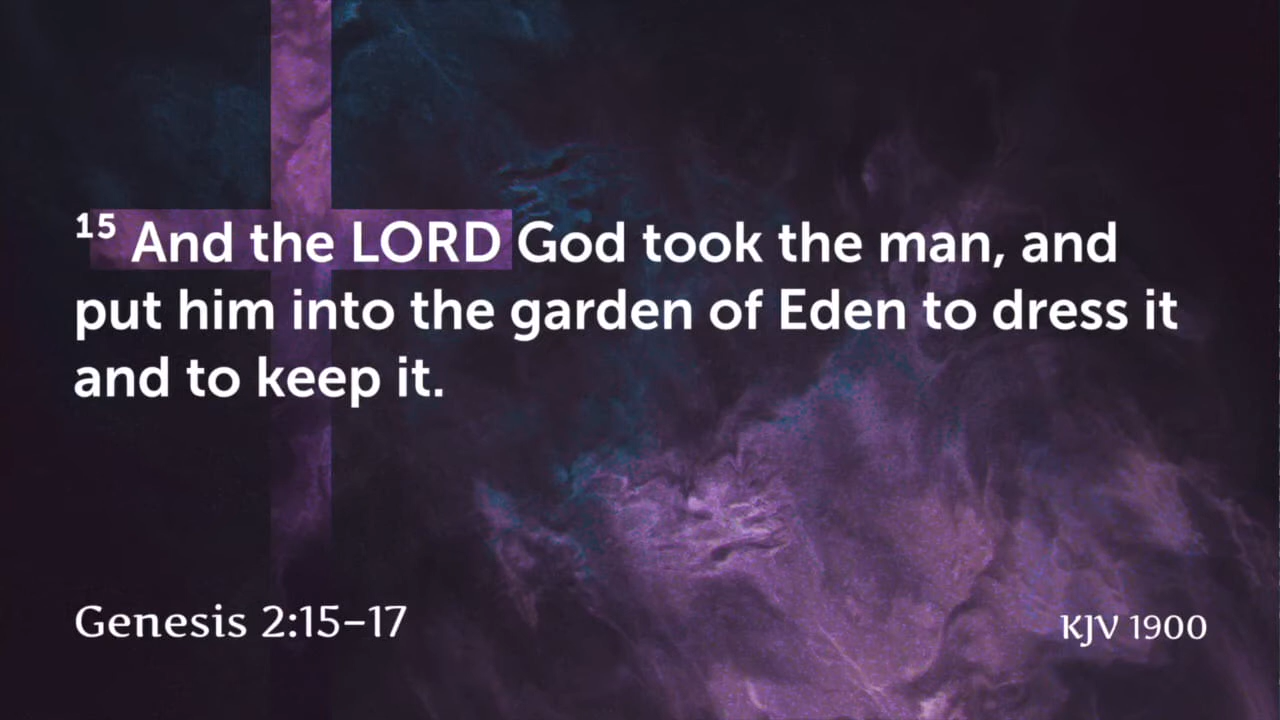 15 And the LORD God took the man, and
put him into the garden of Eden to dress it
and to keep it.
Genesis 2:15–17
KJV 1900